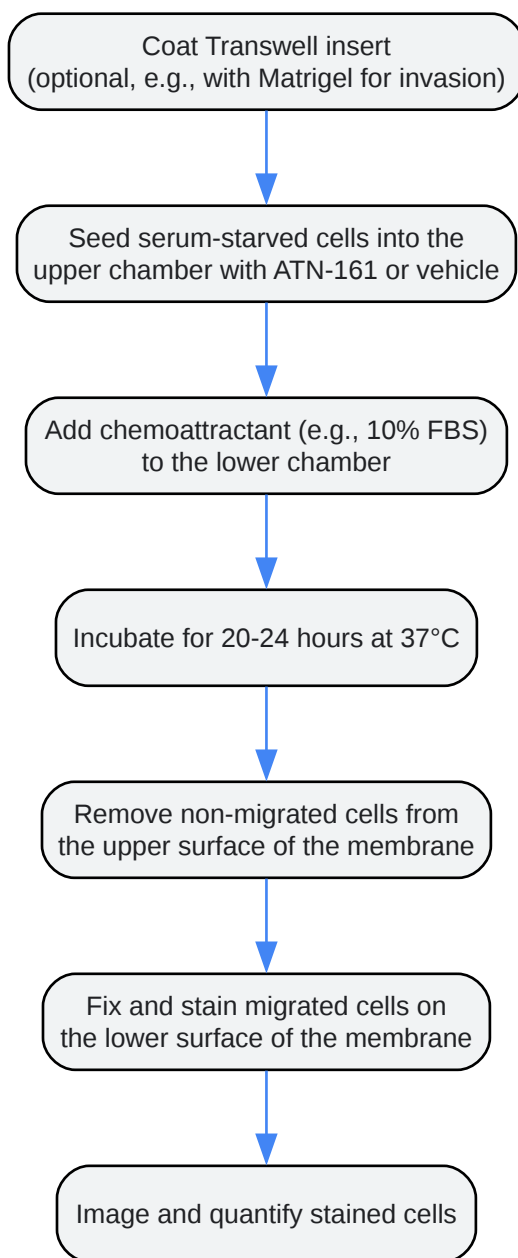 Coat Transwell insert
(optional, e.g., with Matrigel for invasion)
Seed serum-starved cells into the
upper chamber with ATN-161 or vehicle
Add chemoattractant (e.g., 10% FBS)
to the lower chamber
Incubate for 20-24 hours at 37°C
Remove non-migrated cells from
the upper surface of the membrane
Fix and stain migrated cells on
the lower surface of the membrane
Image and quantify stained cells